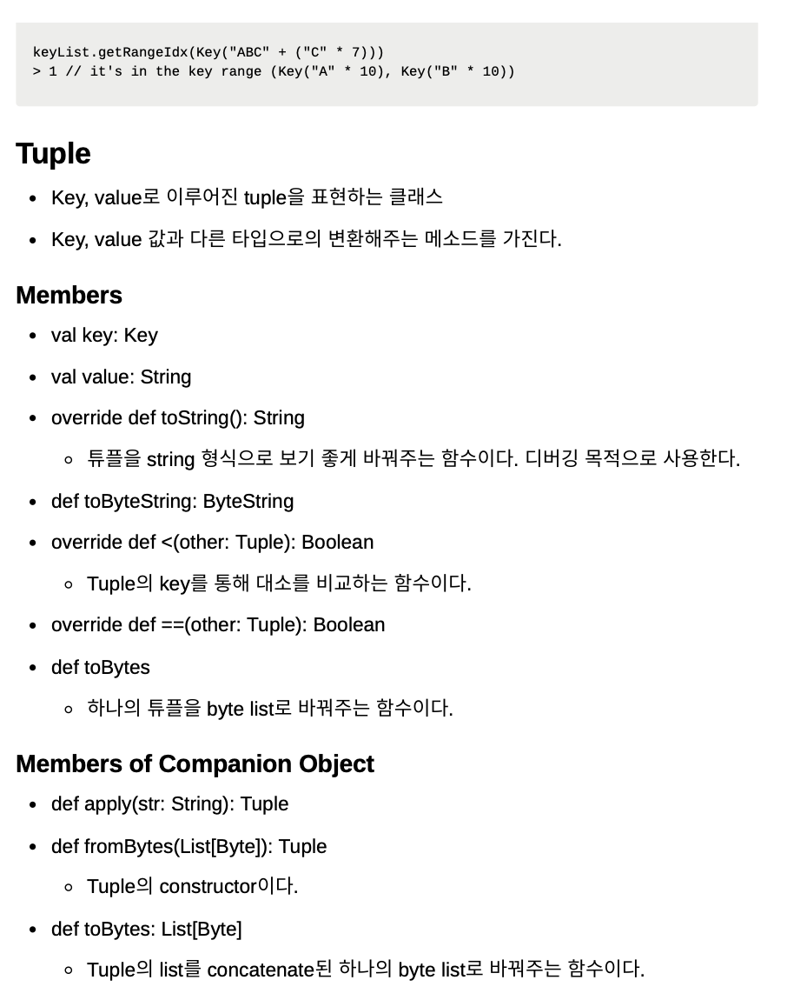 keyList.getRangeIdx(Key("ABC" + ("C" * 7)))
> 1 // it's in the key range (Key("A" * 10), Key("B" * 10))
Tuple
• Key, value로 이루어진 tuple을 표현하는 클래스
• Key, value 값과 다른 타입으로의 변환해주는 메소드를 가진다.
Members
• val key: Key
• val value: String
• override def toString(): String
◦ 튜플을 string 형식으로 보기 좋게 바꿔주는 함수이다. 디버깅 목적으로 사용한다.
• def toByteString: ByteString
• override def <(other: Tuple): Boolean
◦ Tuple의 key를 통해 대소를 비교하는 함수이다.
• override def ==(other: Tuple): Boolean
• def toBytes
◦ 하나의 튜플을 byte list로 바꿔주는 함수이다.
Members of Companion Object
• def apply(str: String): Tuple
• def fromBytes(List[Byte]): Tuple
◦ Tuple의 constructor이다.
• def toBytes: List[Byte]
◦ Tuple의 list를 concatenate된 하나의 byte list로 바꿔주는 함수이다.